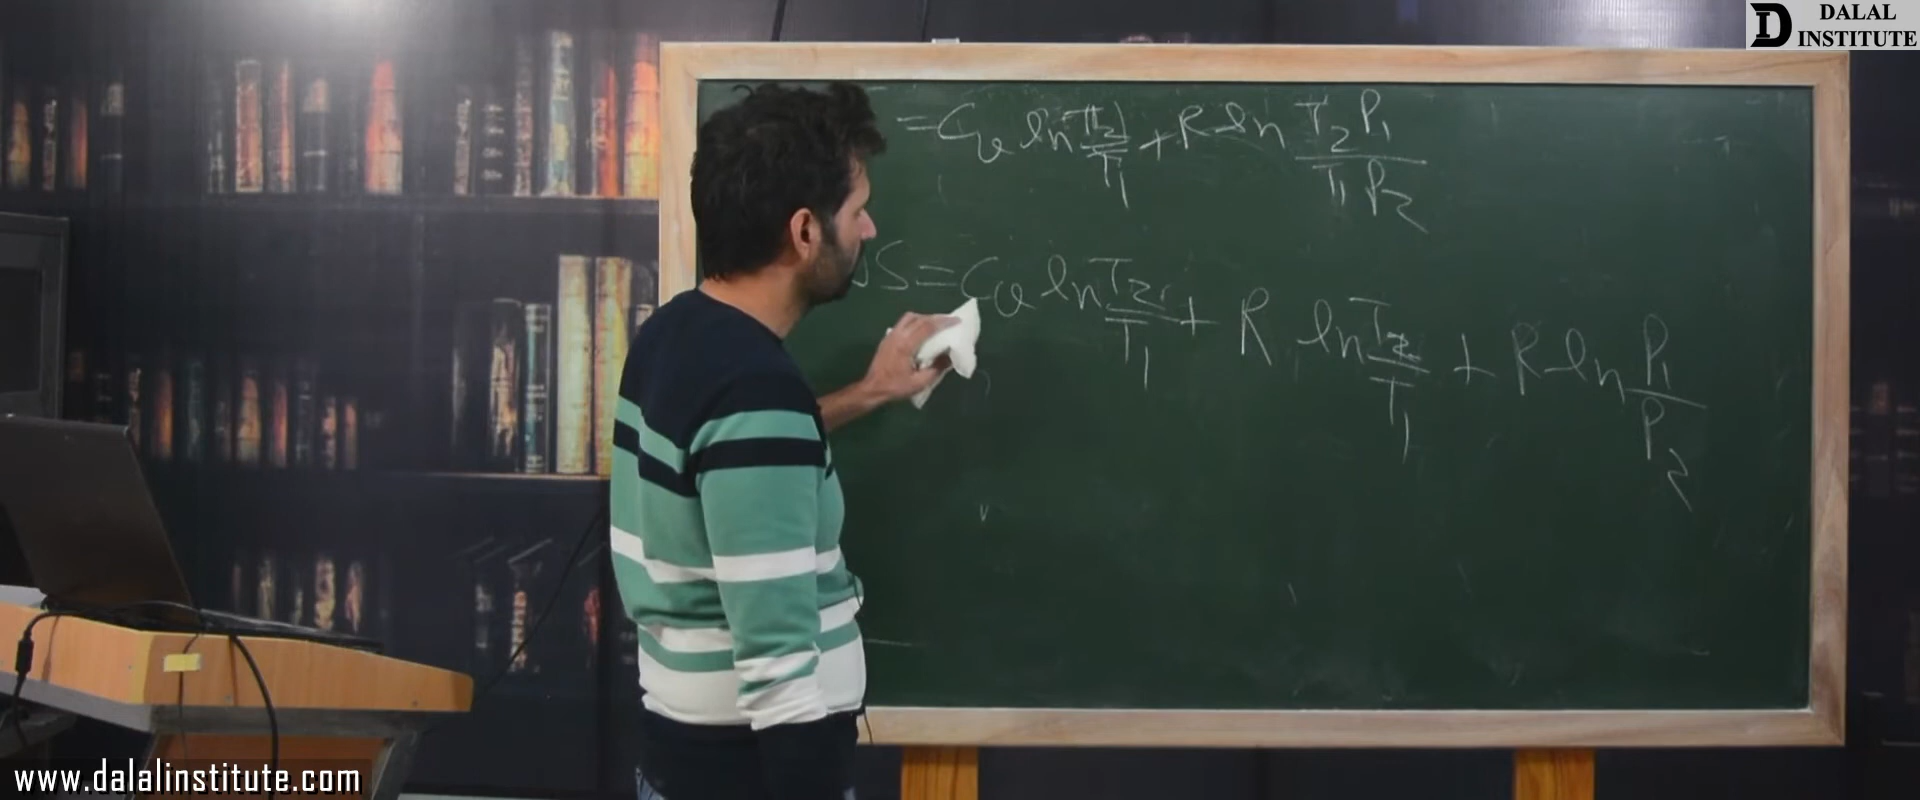 DALAL
INSTITUTE
= Cv ln T2/T1 + R ln T2 P1/T1 P2
S = Cv ln T2/T1 + R ln T2/T1 + R ln P1/P2
www.dalalinstitute.com